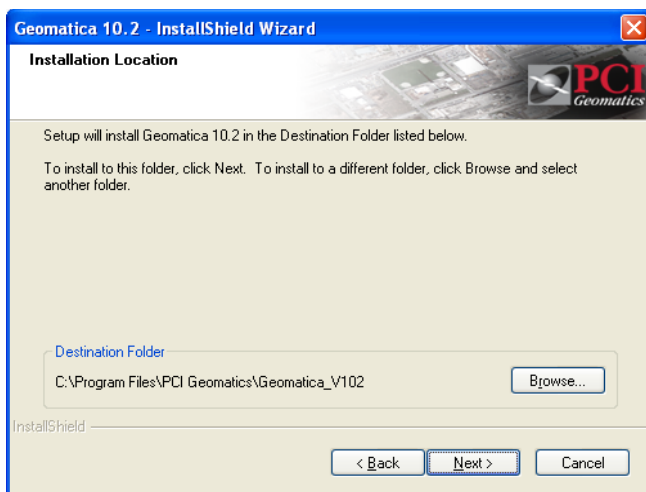 Geomatica 10.2 - InstallShield Wizard
Installation Location
PCI
Geomatics
Setup will install Geomatica 10.2 in the Destination Folder listed below.
To install to this folder, click Next. To install to a different folder, click Browse and select
another folder.
Destination Folder
C:\Program Files\PCI Geomatics\Geomatica_V102
Browse...
InstallShield
< Back Next > Cancel